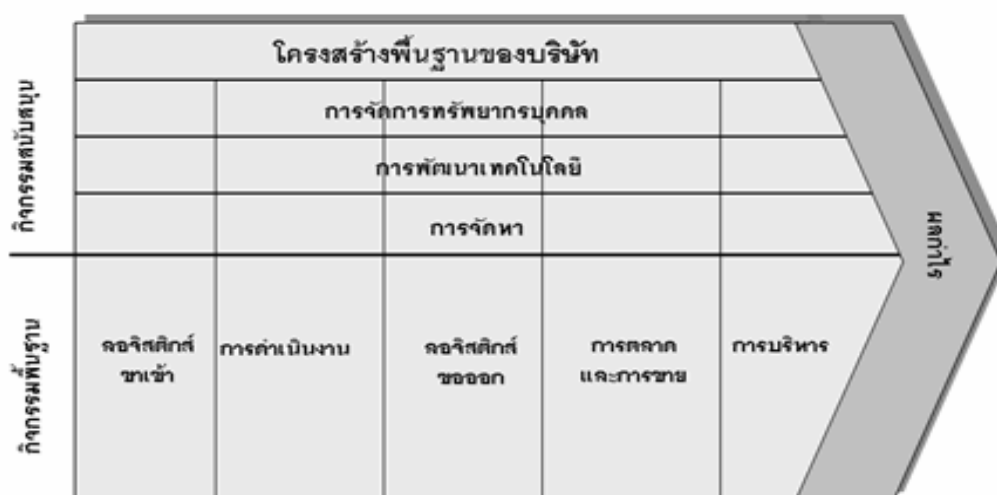 โครงสร้างพื้นฐานของบริษัท
การจัดการทรัพยากรบุคคล
การพัฒนาเทคโนโลยี
การจัดหา
กิจกรรมสนับสนุน
ลอจิสติกส์
ขาเข้า
การดำเนินงาน
ลอจิสติกส์
ขอออก
การตลาด
และการขาย
การบริหาร
กิจกรรมพื้นฐาน
ผลกำไร